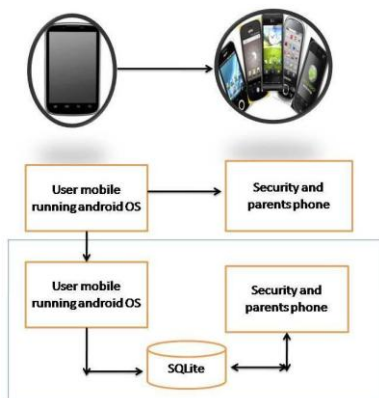 User mobile
running android OS
Security and
parents phone
User mobile
running android OS
Security and
parents phone
SQLite